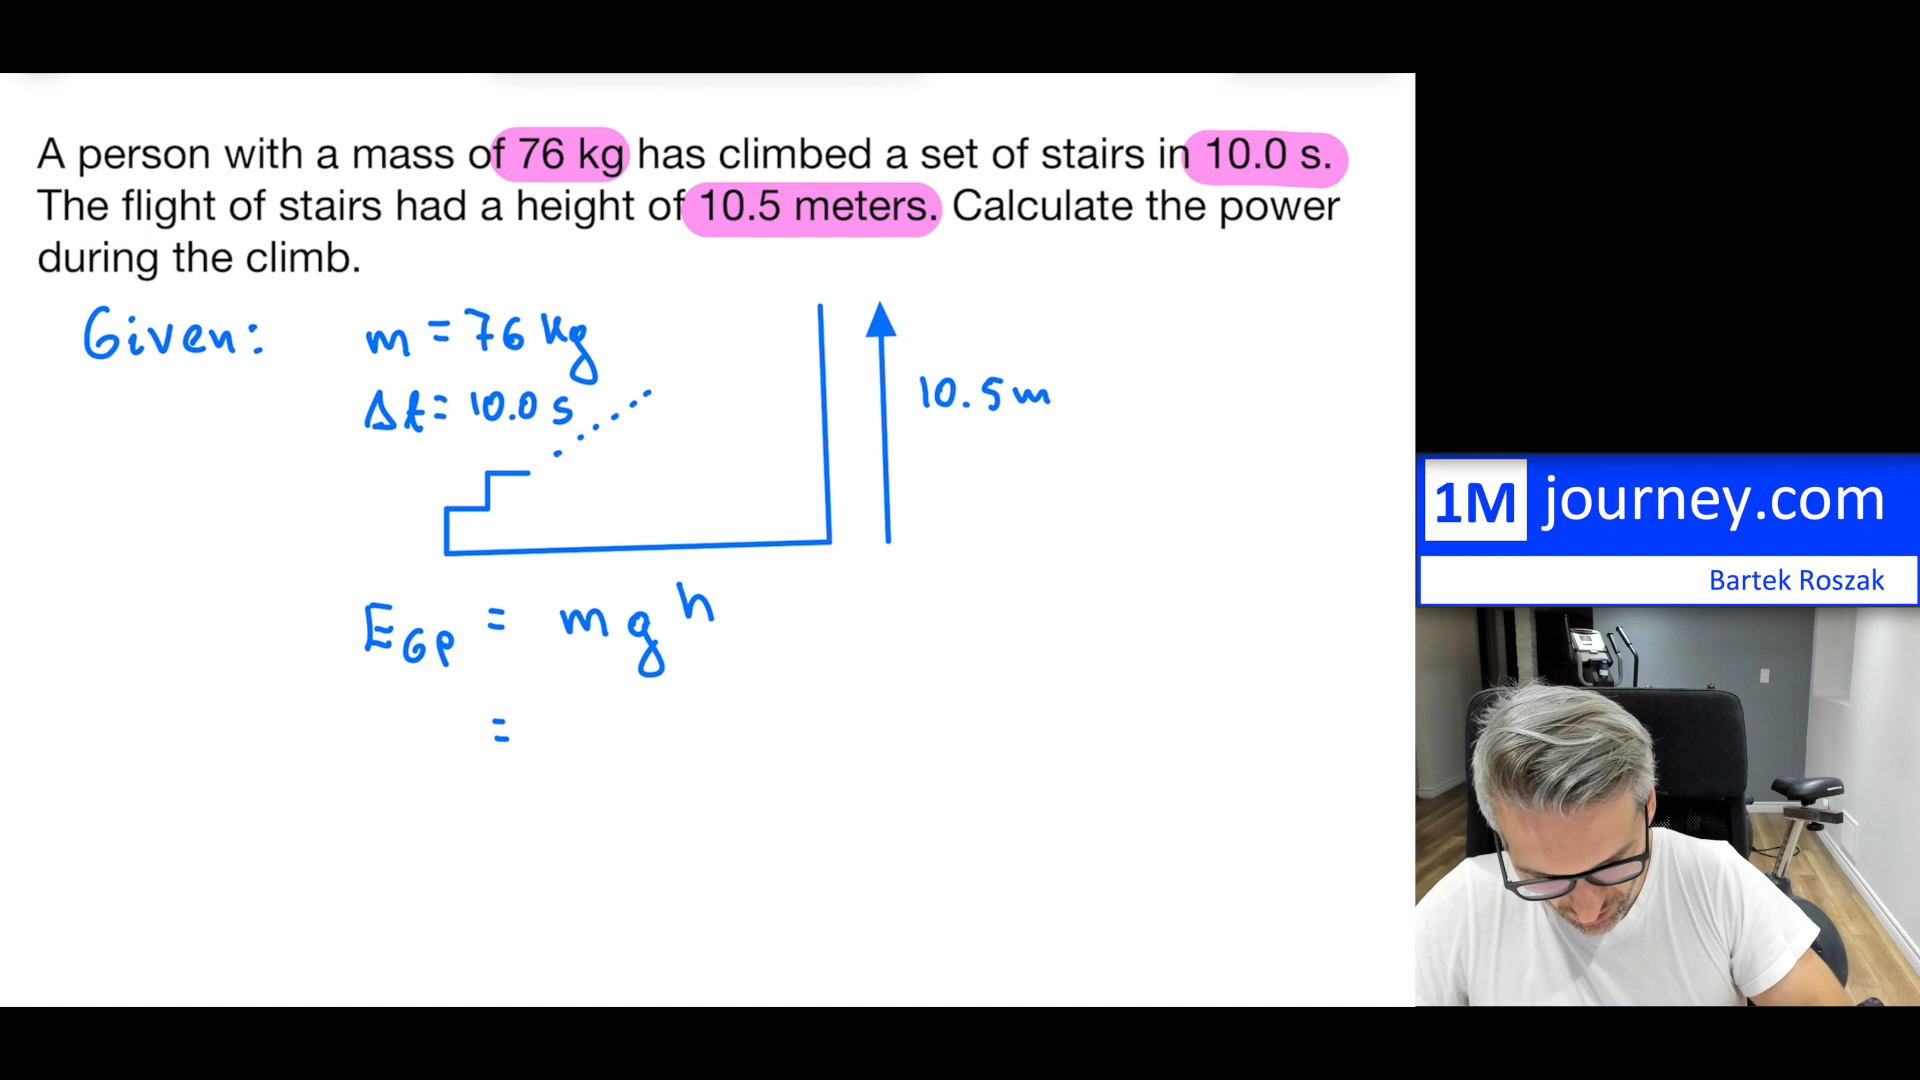 A person with a mass of 76 kg has climbed a set of stairs in 10.0 s.
The flight of stairs had a height of 10.5 meters. Calculate the power
during the climb.
Given: m = 76 kg
Δt = 10.0 s
10.5 m
E_GP = mgh
=
1M journey.com
Bartek Roszak